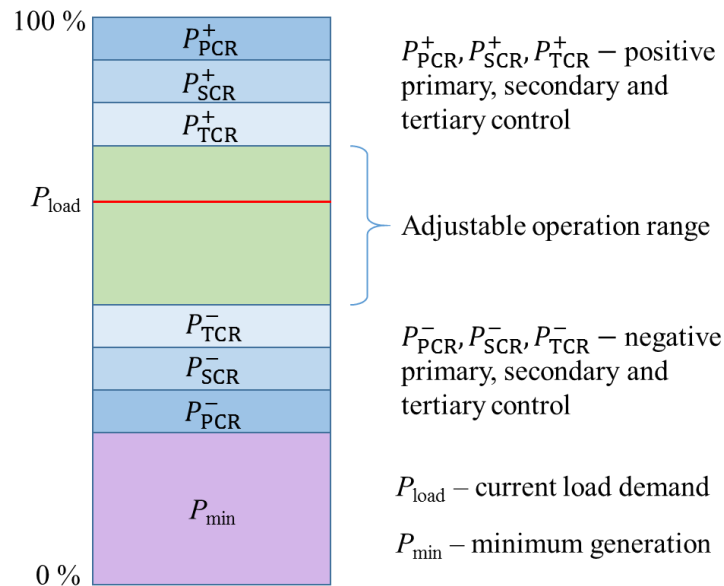 100 %
P⁺PCR
P⁺SCR
P⁺TCR
Pload
P⁻TCR
P⁻SCR
P⁻PCR
Pmin
0 %
P⁺PCR, P⁺SCR, P⁺TCR – positive
primary, secondary and
tertiary control
Adjustable operation range
P⁻PCR, P⁻SCR, P⁻TCR – negative
primary, secondary and
tertiary control
Pload – current load demand
Pmin – minimum generation